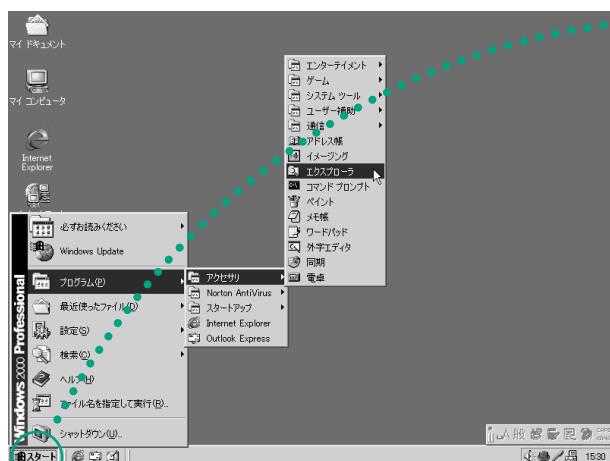 マイ ドキュメント
マイ コンピュータ
Internet
Explorer
必ずお読みください
Windows Update
プログラム(P)
最近使ったファイル(D)
設定(S)
検索(C)
ヘルプ(H)
ファイル名を指定して実行(R)...
シャットダウン(U)...
Windows 2000 Professional
アクセサリ
Norton AntiVirus
スタートアップ
Internet Explorer
Outlook Express
エンターテイメント
ゲーム
システム ツール
ユーザー補助
通信
アドレス帳
イメージング
エクスプローラ
コマンド プロンプト
ペイント
メモ帳
ワードパッド
外字エディタ
同期
電卓
スタート
A 般
15:30